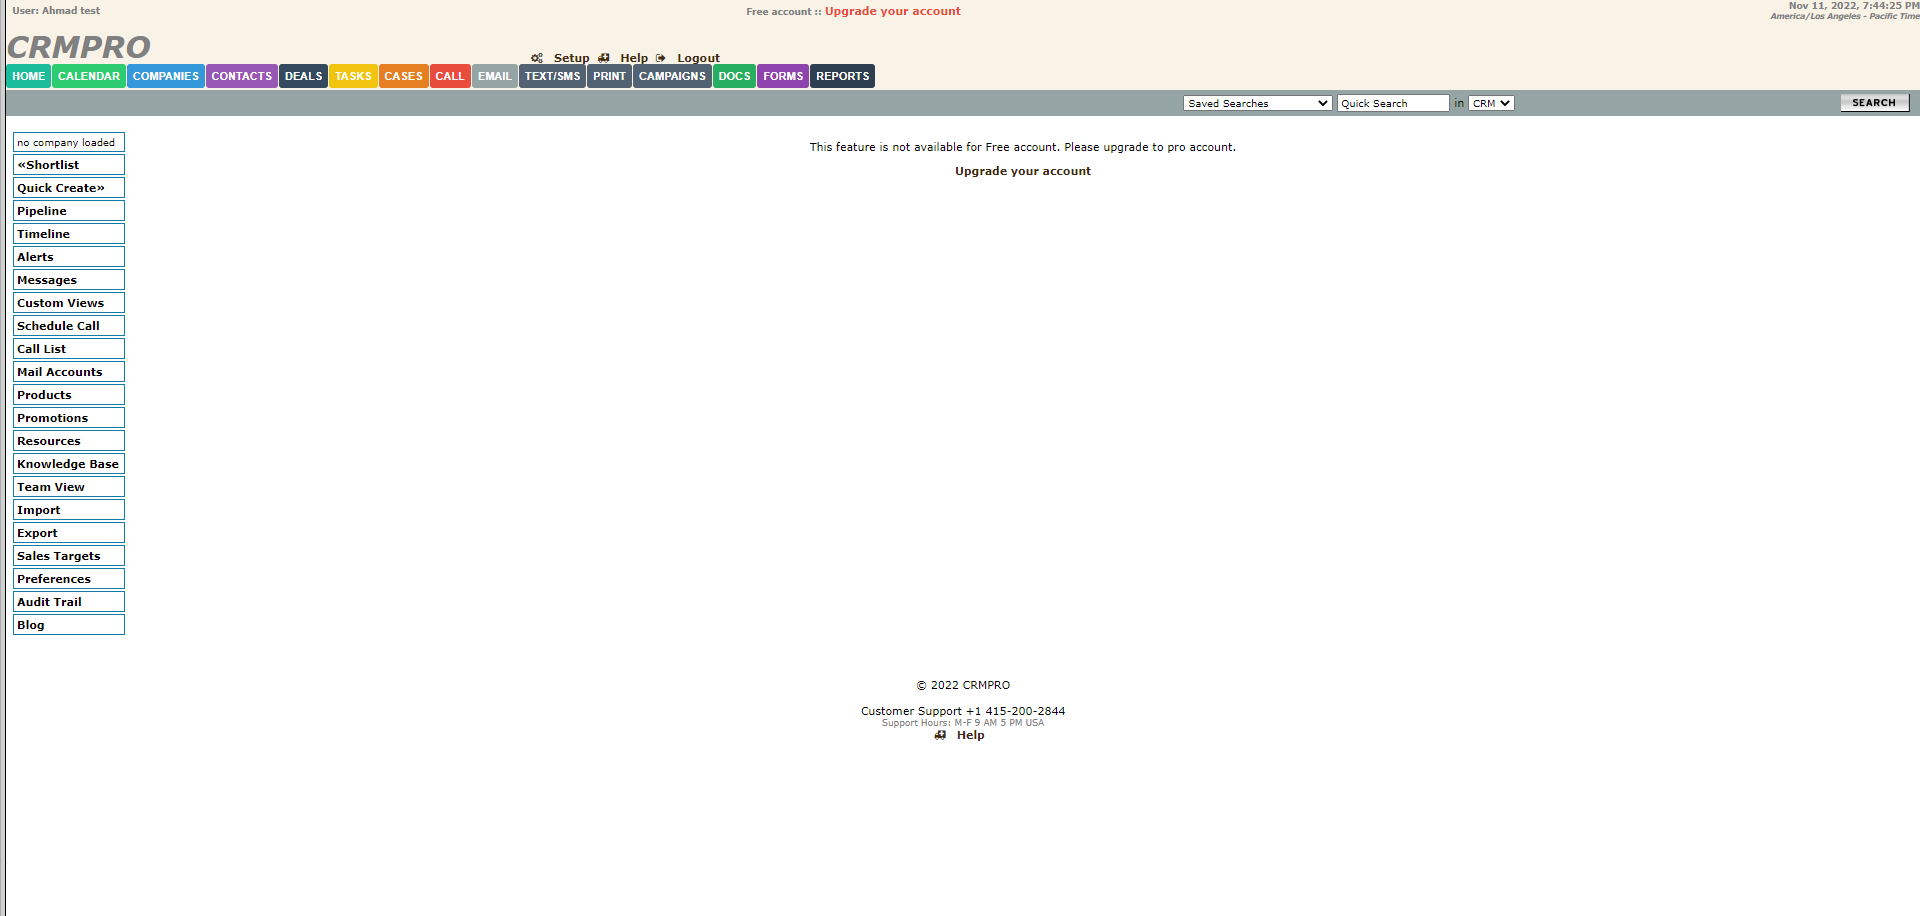 User: Ahmad test
Free account :: Upgrade your account
Nov 11, 2022, 7:44:25 PM
America/Los Angeles - Pacific Time
CRMPRO
Setup Help Logout
HOME CALENDAR COMPANIES CONTACTS DEALS TASKS CASES CALL EMAIL TEXT/SMS PRINT CAMPAIGNS DOCS FORMS REPORTS
Saved Searches Quick Search in CRM SEARCH
no company loaded
«Shortlist
Quick Create»
Pipeline
Timeline
Alerts
Messages
Custom Views
Schedule Call
Call List
Mail Accounts
Products
Promotions
Resources
Knowledge Base
Team View
Import
Export
Sales Targets
Preferences
Audit Trail
Blog
This feature is not available for Free account. Please upgrade to pro account.
Upgrade your account
© 2022 CRMPRO
Customer Support +1 415-200-2844
Support Hours: M-F 9 AM 5 PM USA
Help